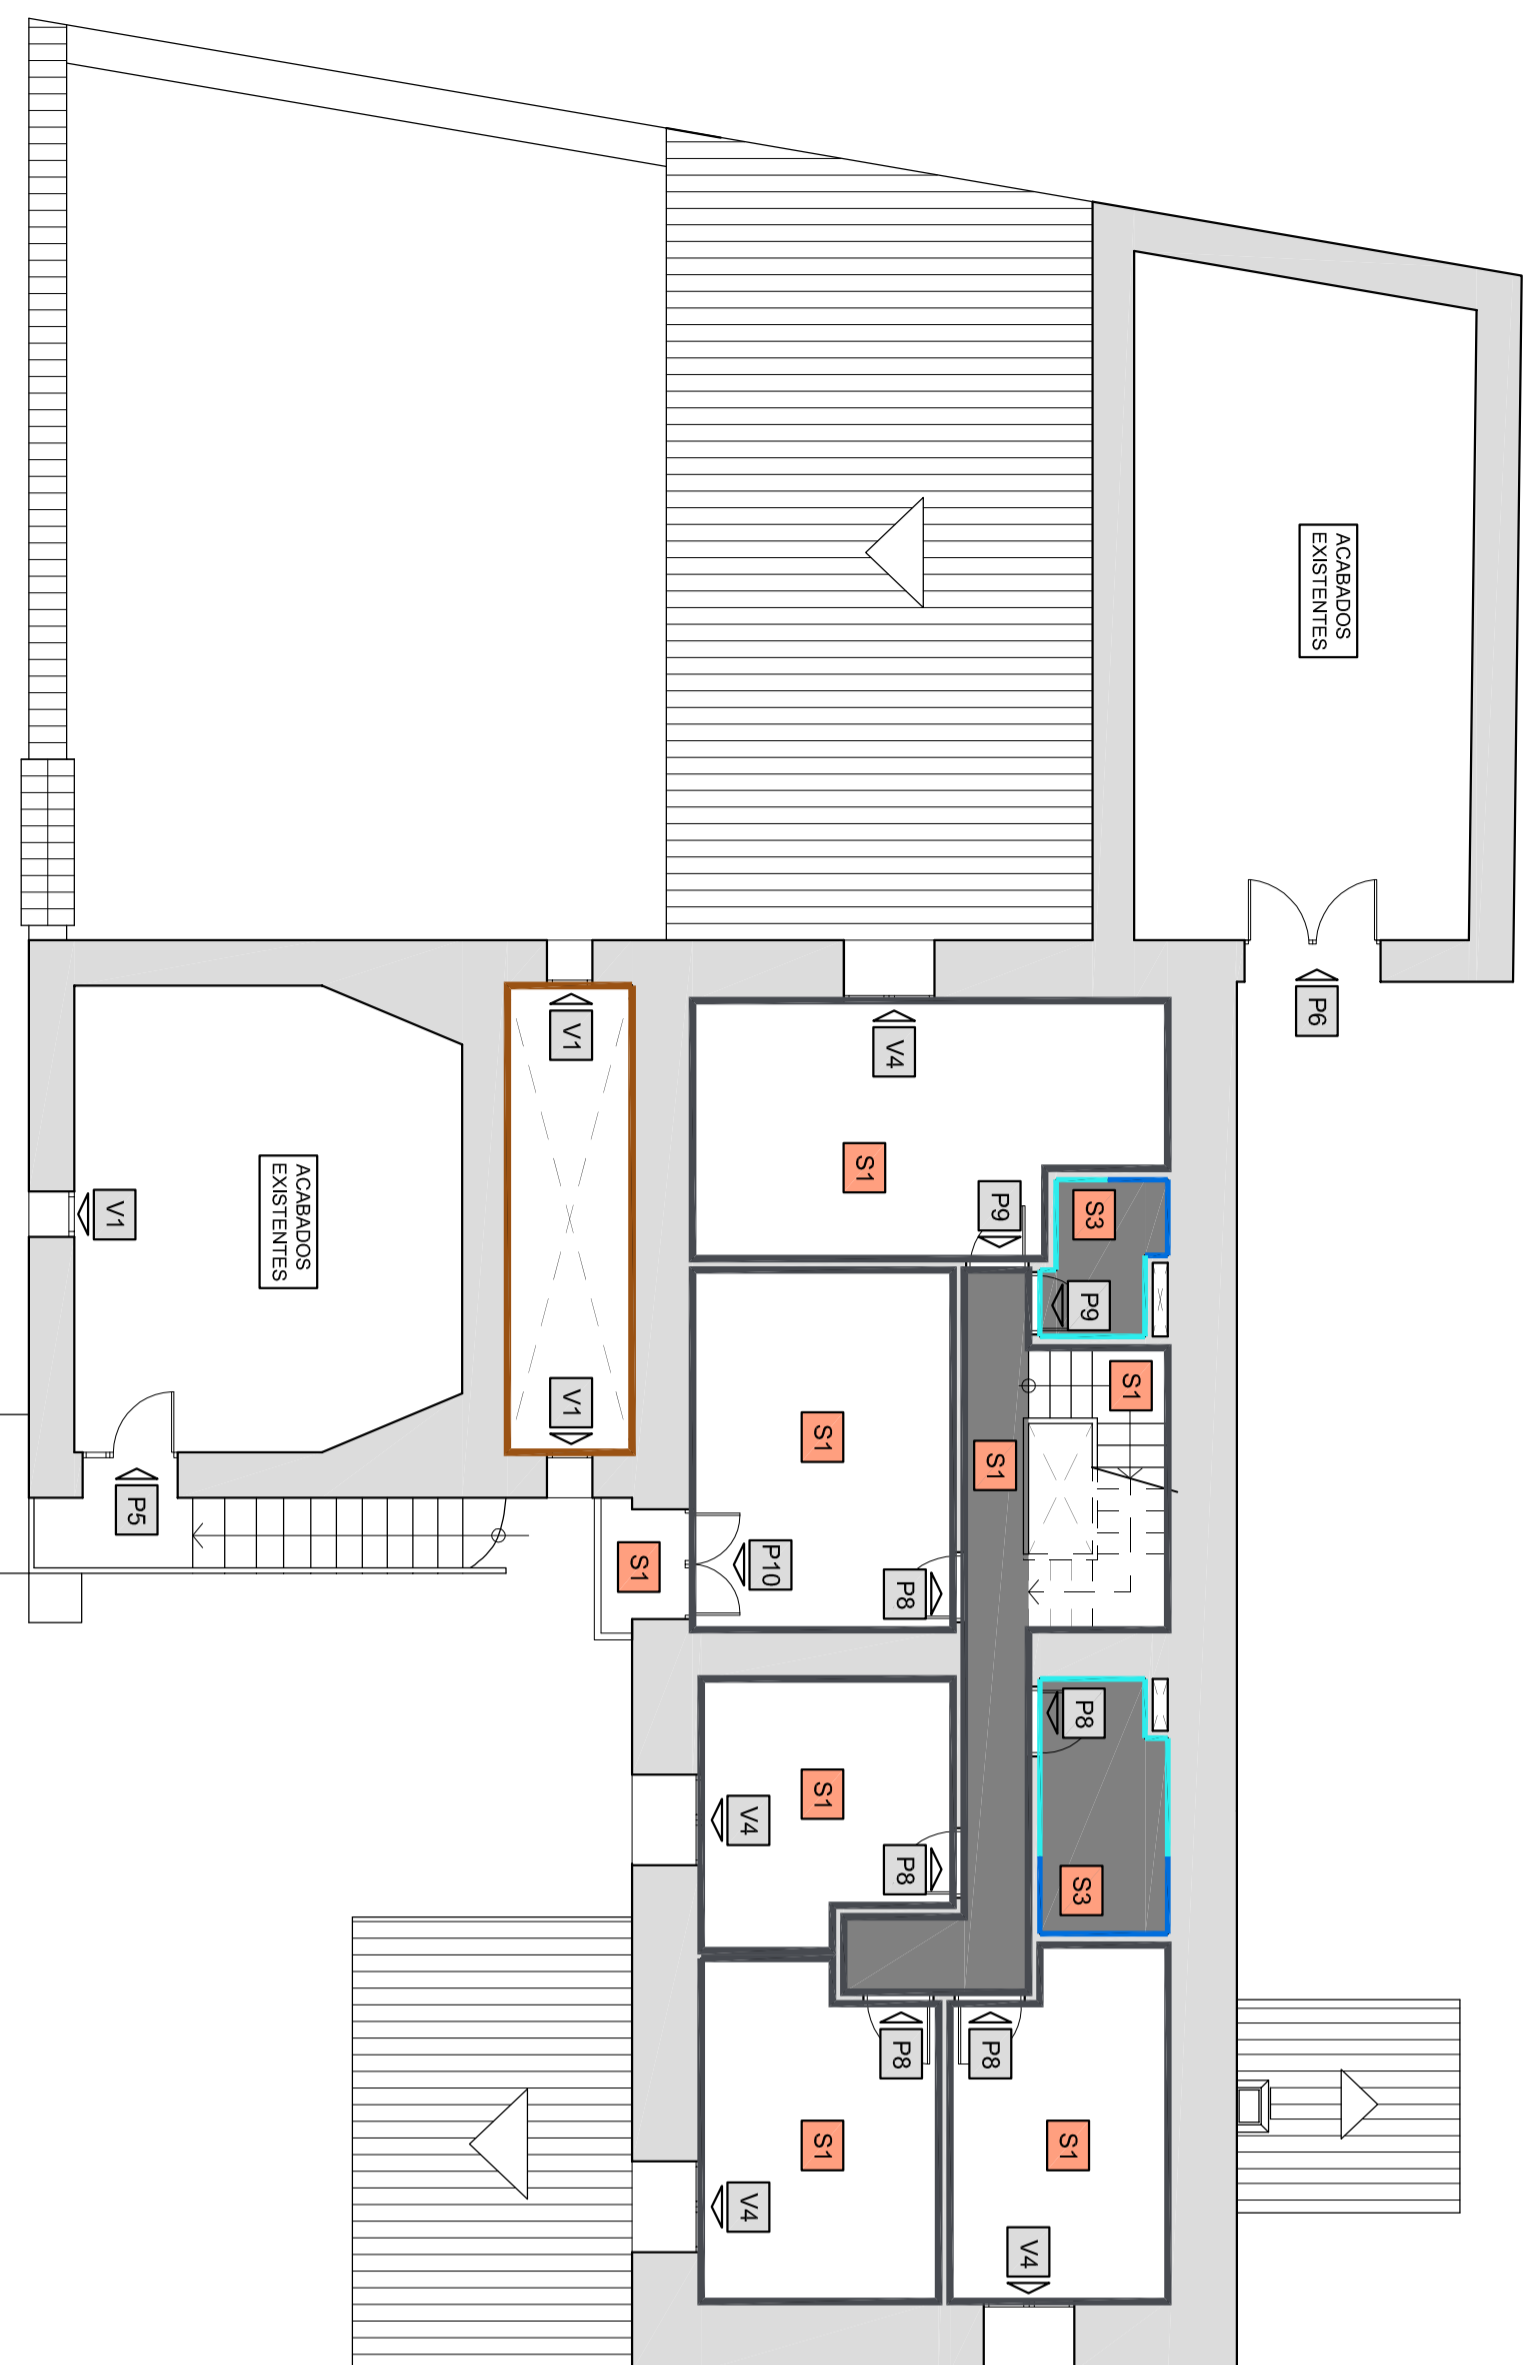 ACABADOS
EXISTENTES
P6
V1
V4
S1
P9
S3
P9
V1
ACABADOS
EXISTENTES
V1
S1
S1
S1
P5
S1
P10
P8
P8
V4
S1
P8
S3
P8
P8
S1
S1
V4
V4